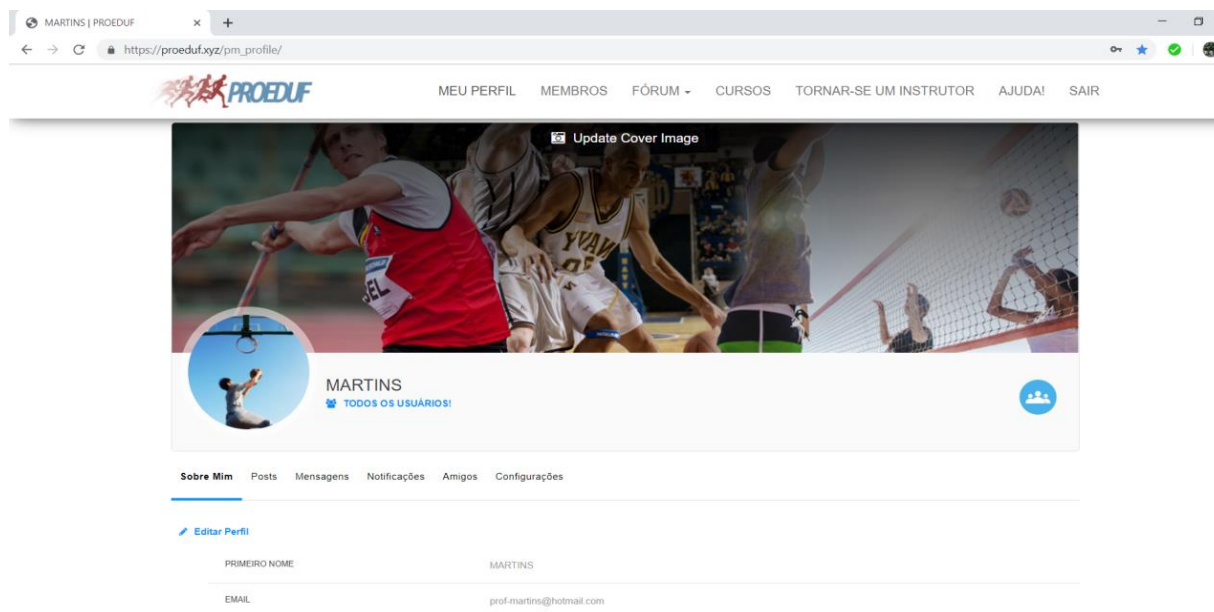 MARTINS | PROEDUF
https://proeduf.xyz/pm_profile/
PROEDUF
MEU PERFIL MEMBROS FÓRUM CURSOS TORNAR-SE UM INSTRUTOR AJUDA! SAIR
Update Cover Image
YVAV
BEL
MARTINS
TODOS OS USUÁRIOS!
Sobre Mim Posts Mensagens Notificações Amigos Configurações
Editar Perfil
PRIMEIRO NOME MARTINS
EMAIL prof-martins@hotmail.com